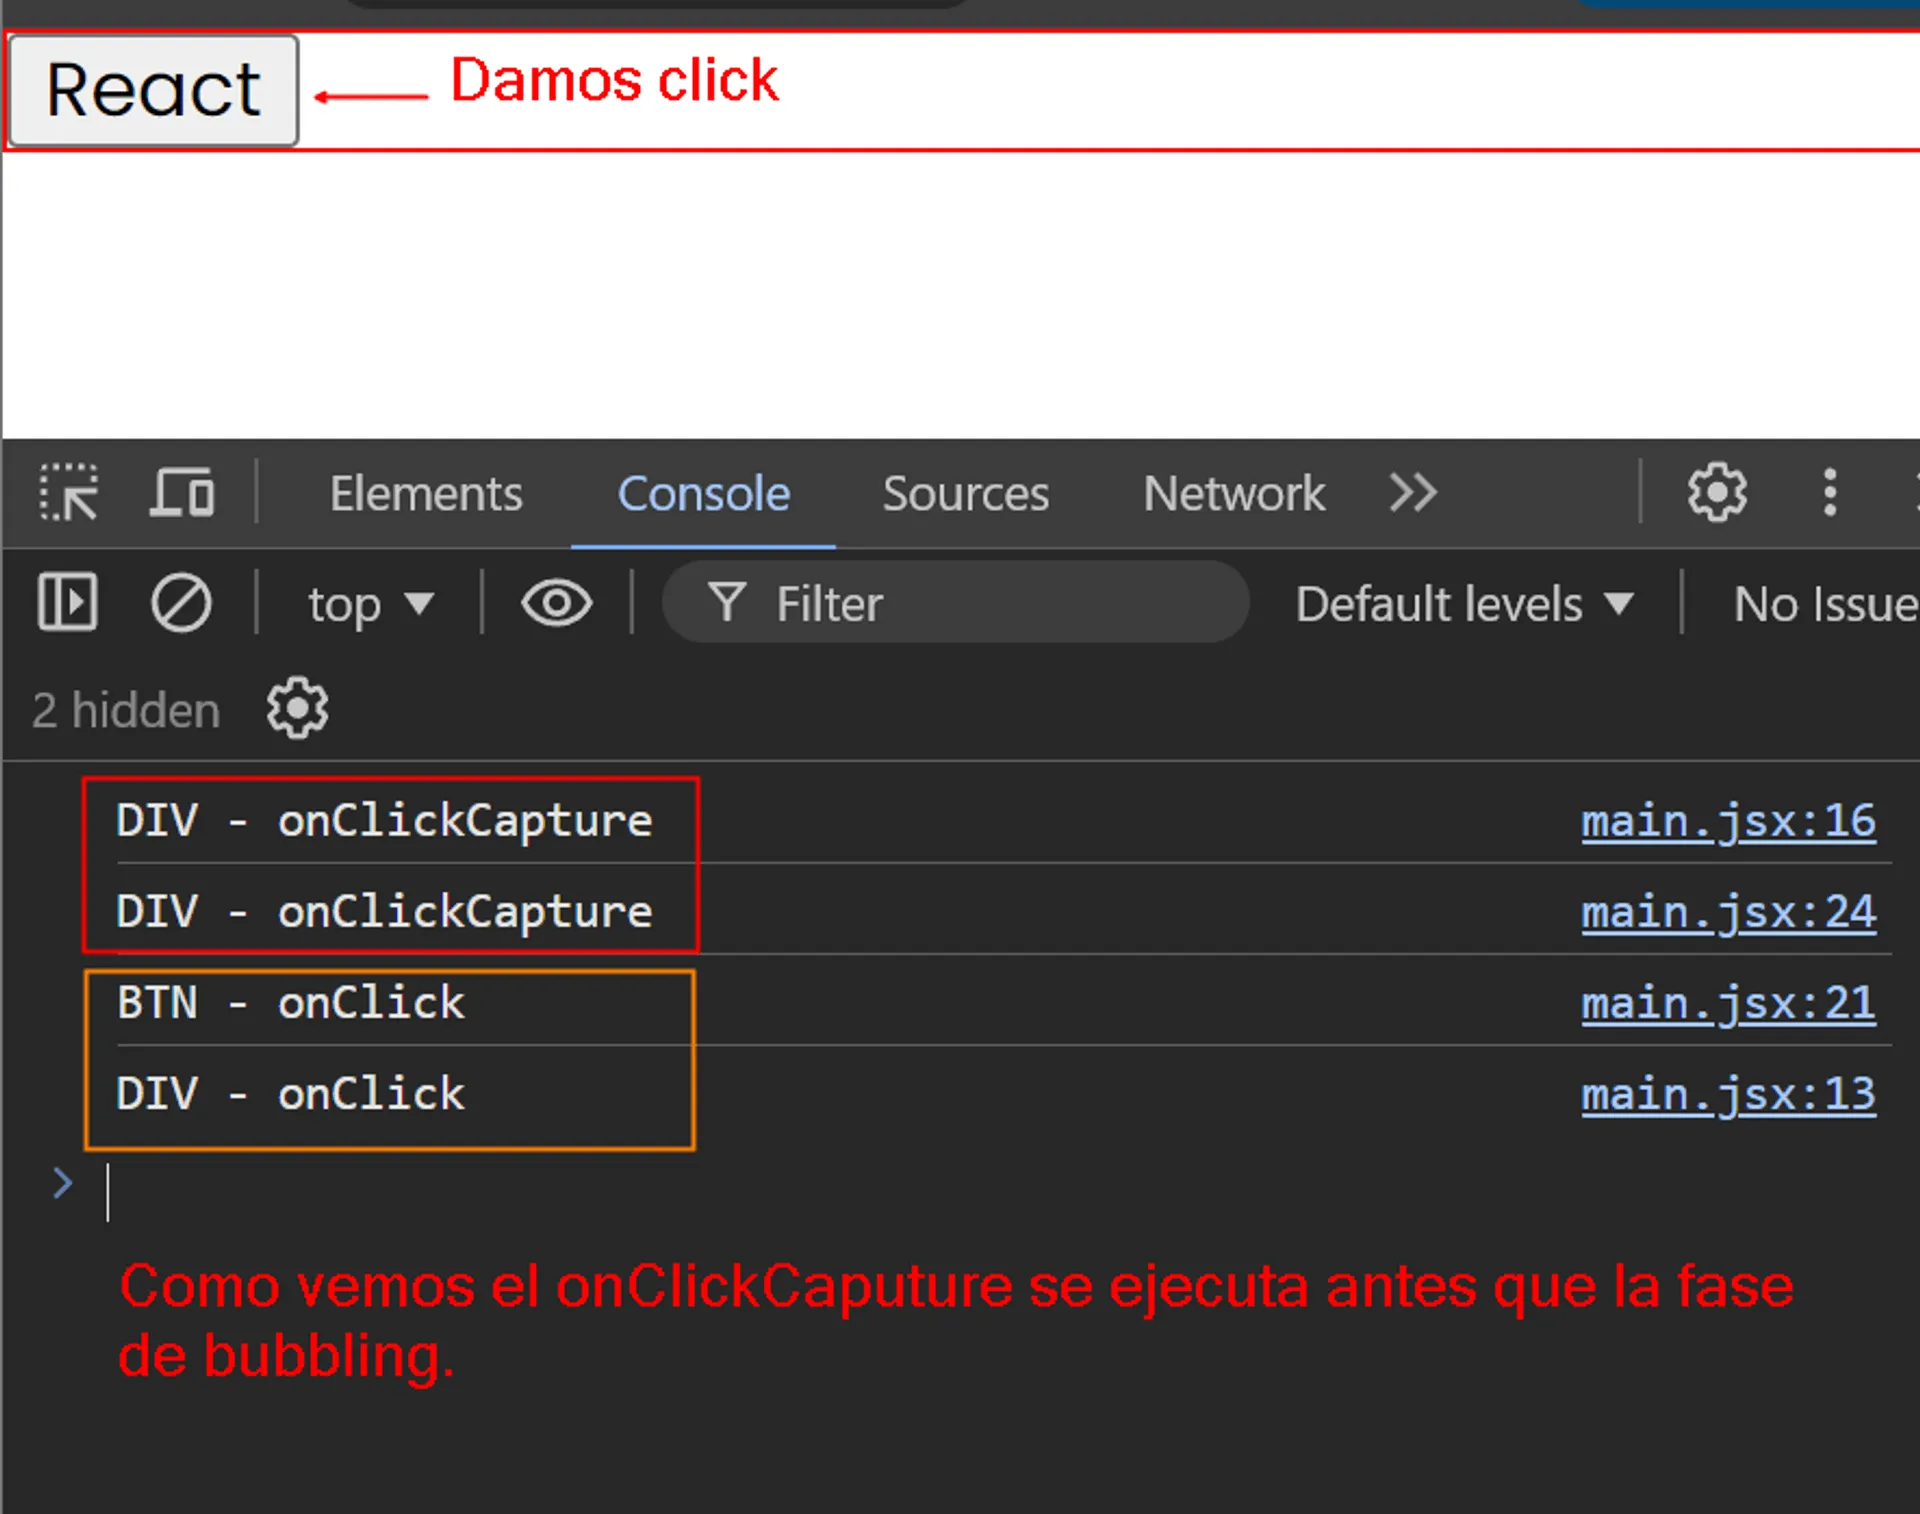 React
Damos click
Elements Console Sources Network
top Filter Default levels No Issue
2 hidden
DIV - onClickCapture main.jsx:16
DIV - onClickCapture main.jsx:24
BTN - onClick main.jsx:21
DIV - onClick main.jsx:13
Como vemos el onClickCaputure se ejecuta antes que la fase
de bubbling.